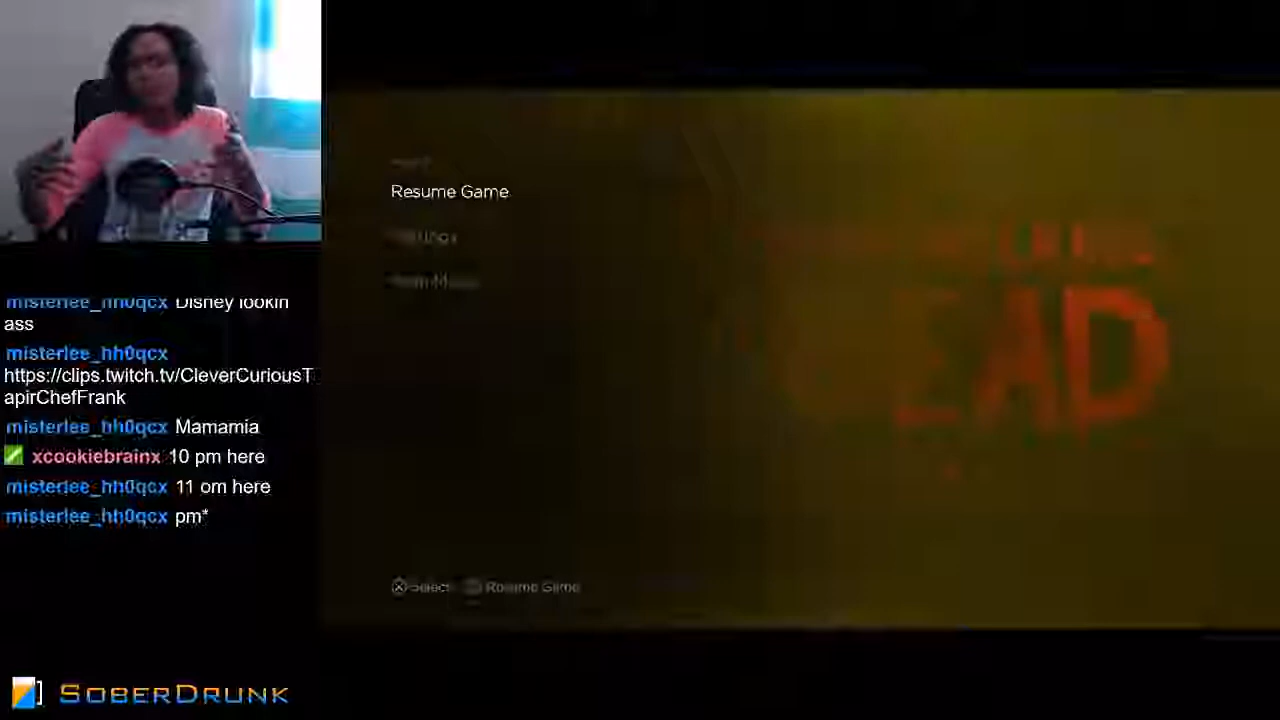 Resume Game
misterlee_hh0qcx Disney lookin
ass
misterlee_hh0qcx
https://clips.twitch.tv/CleverCuriousT
apirChefFrank
misterlee_hh0qcx Mamamia
xcookiebrainx 10 pm here
misterlee_hh0qcx 11 om here
misterlee_hh0qcx pm*
Select Resume Game
SOBERDRUNK